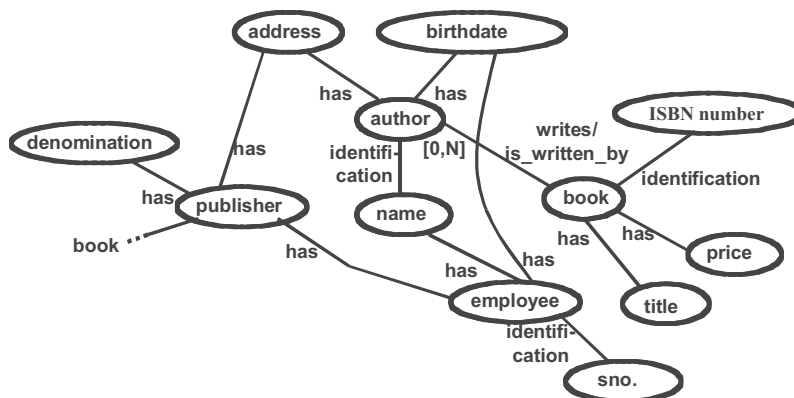 address
birthdate
has
has
ISBN number
author
writes/
denomination
has
identifi-
[0,N]
is_written_by
cation
identification
has
publisher
name
book
book
has
has
has
has
has
price
employee
title
identifi-
cation
sno.